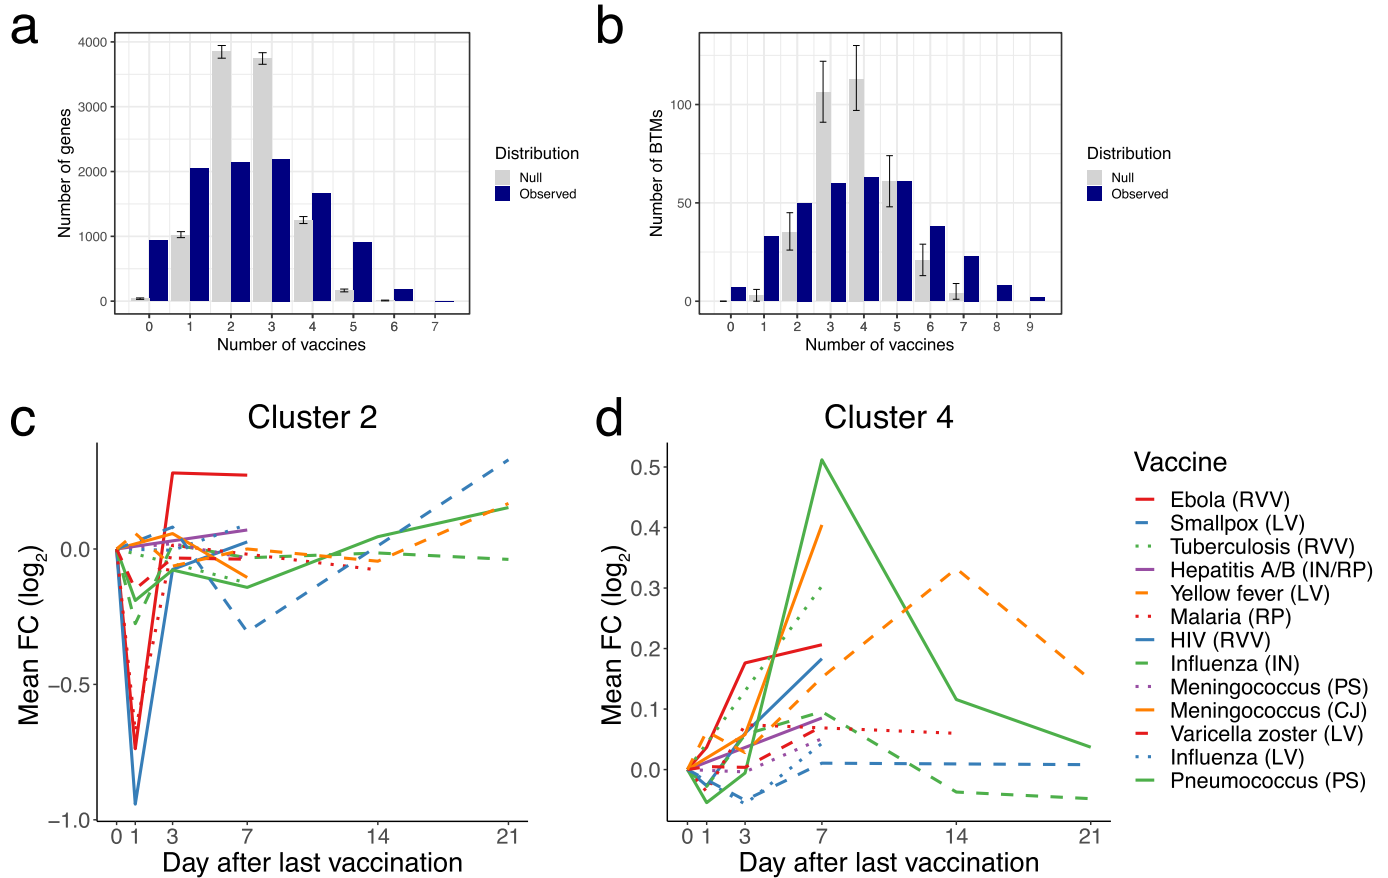 a
4000
3000
2000
1000
0
Number of genes
0 1 2 3 4 5 6 7
Number of vaccines
Distribution
Null
Observed
b
100
50
0
Number of BTMs
0 1 2 3 4 5 6 7 8 9
Number of vaccines
Distribution
Null
Observed
c
Cluster 2
0.0
−0.5
−1.0
Mean FC (log2)
0 1 3 7 14 21
Day after last vaccination
d
Cluster 4
0.5
0.4
0.3
0.2
0.1
0.0
Mean FC (log2)
0 1 3 7 14 21
Day after last vaccination
Vaccine
Ebola (RVV)
Smallpox (LV)
Tuberculosis (RVV)
Hepatitis A/B (IN/RP)
Yellow fever (LV)
Malaria (RP)
HIV (RVV)
Influenza (IN)
Meningococcus (PS)
Meningococcus (CJ)
Varicella zoster (LV)
Influenza (LV)
Pneumococcus (PS)